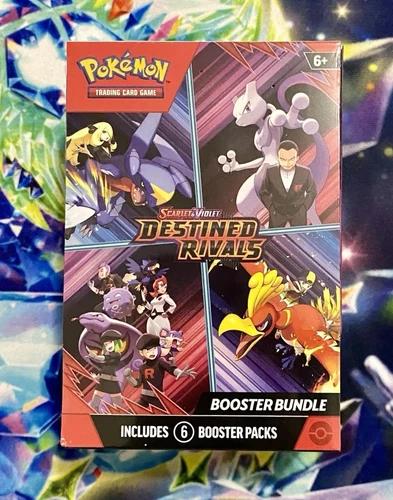 6+
POKéMON
TRADING CARD GAME
SCARLET & VIOLET
DESTINED
RIVALS
R
BOOSTER BUNDLE
INCLUDES 6 BOOSTER PACKS